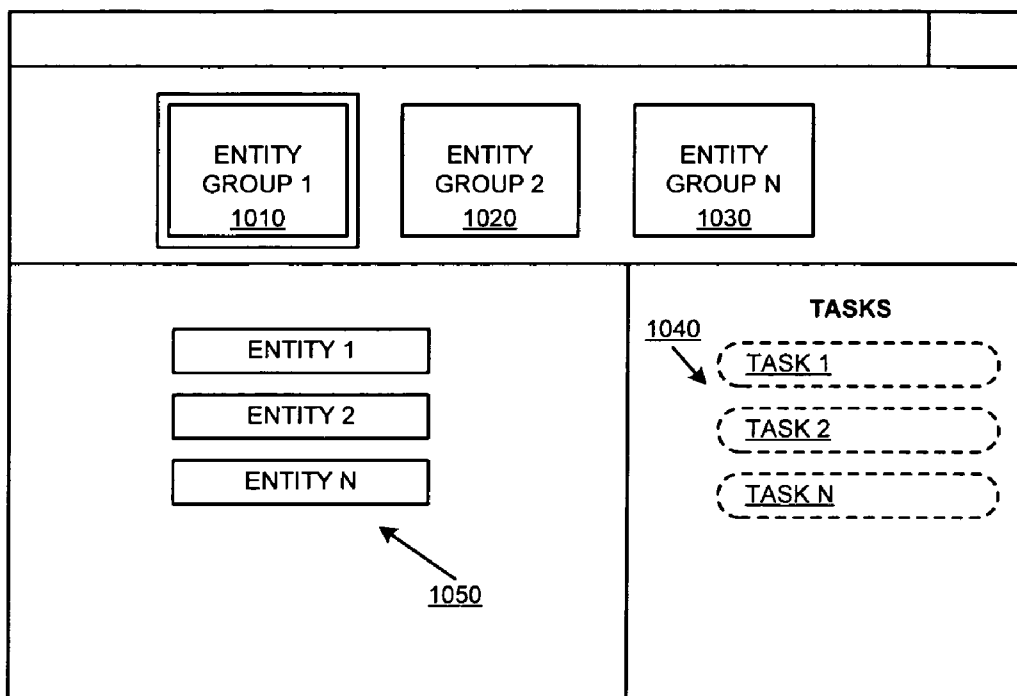 ENTITY
GROUP 1
1010
ENTITY
GROUP 2
1020
ENTITY
GROUP N
1030
ENTITY 1
ENTITY 2
ENTITY N
1050
TASKS
1040
TASK 1
TASK 2
TASK N